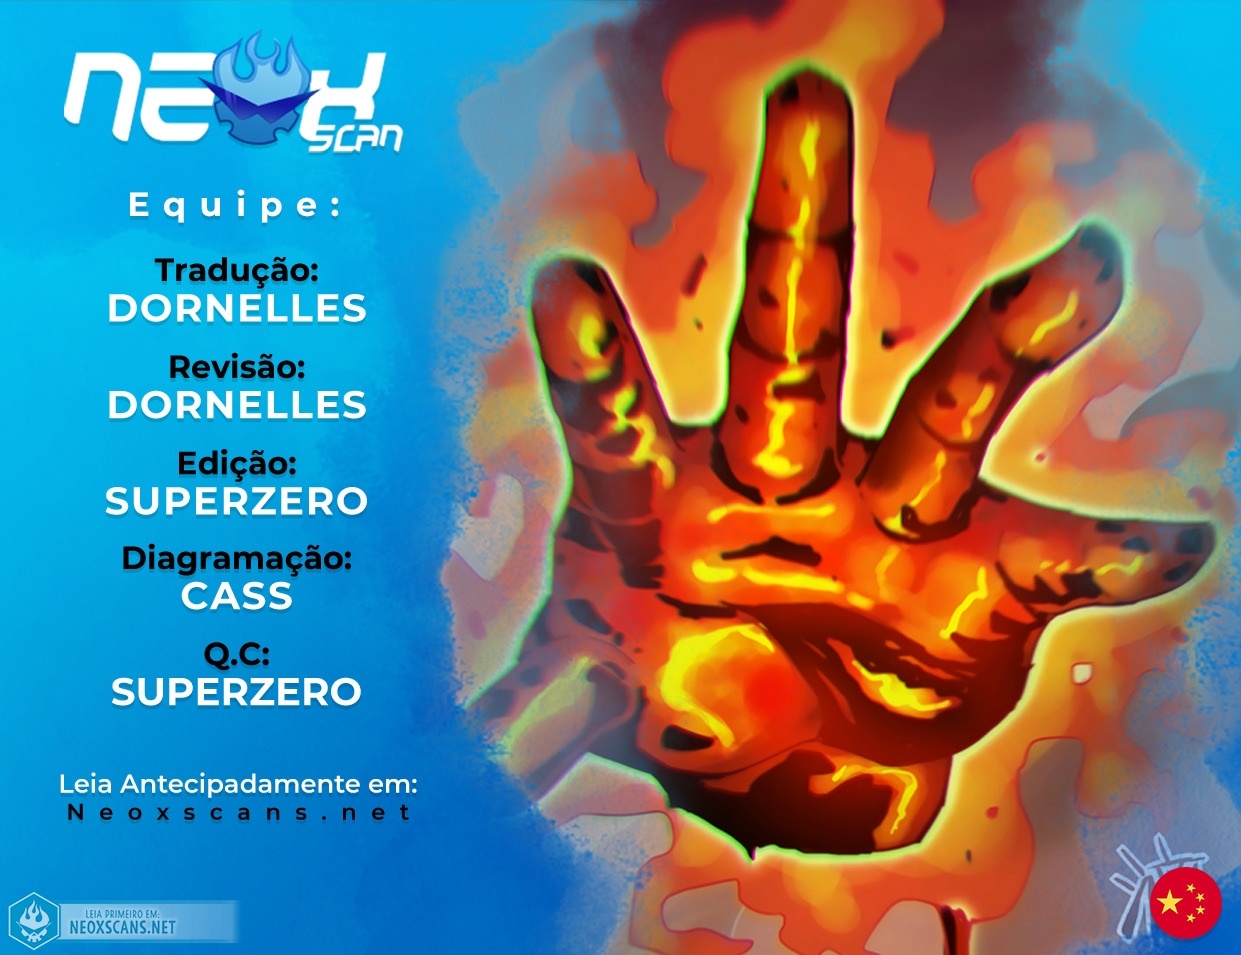 NEOX
SCAN
Equipe:
Tradução:
DORNELLES
Revisão:
DORNELLES
Edição:
SUPERZERO
Diagramação:
CASS
Q.C:
SUPERZERO
Leia Antecipadamente em:
Neoxscans.net
LEIA PRIMEIRO EM:
NEOXSCANS.NET